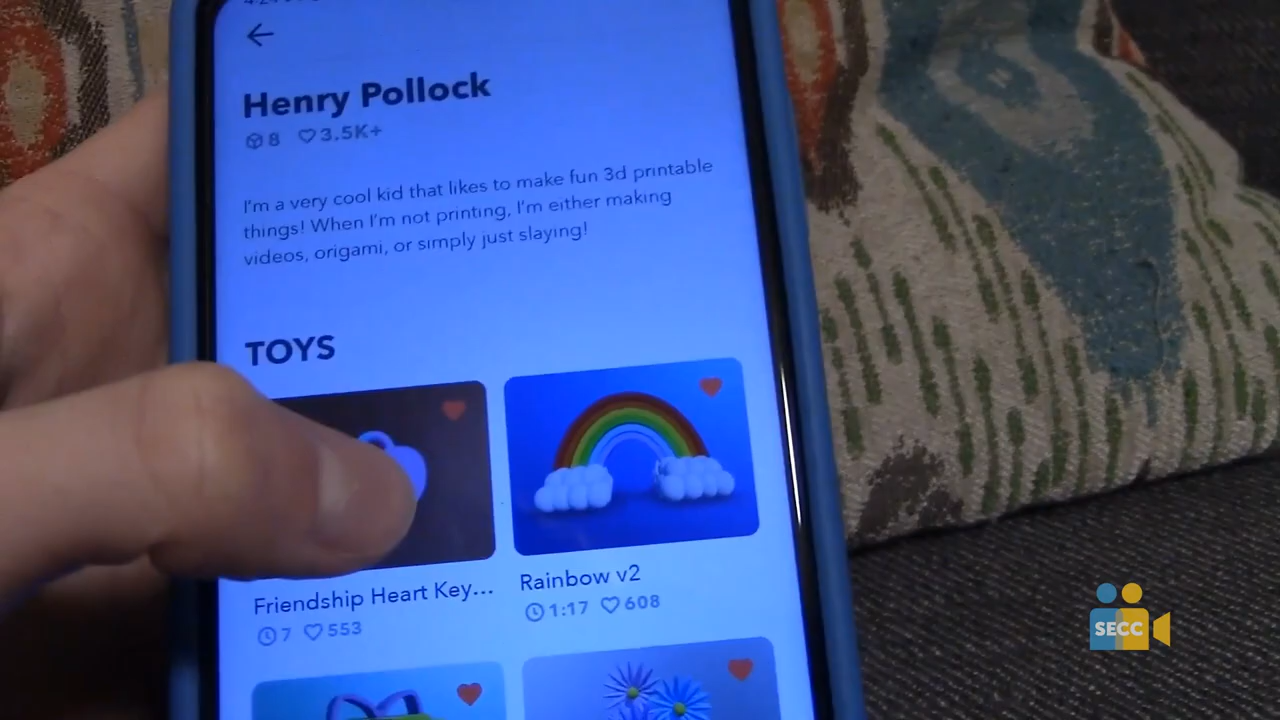 Henry Pollock
8 3.5K+
I'm a very cool kid that likes to make fun 3d printable
things! When I'm not printing, I'm either making
videos, origami, or simply just slaying!
TOYS
Friendship Heart Key...
7 553
Rainbow v2
1:17 608
SECC